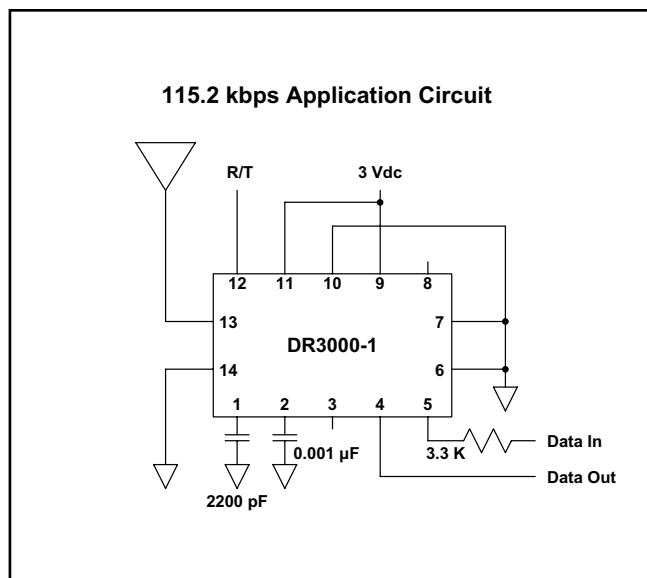 115.2 kbps Application Circuit
R/T
3 Vdc
12 11 10 9 8
13
7
DR3000-1
14
6
1 2 3 4 5
Data In
0.001 µF
3.3 K
Data Out
2200 pF